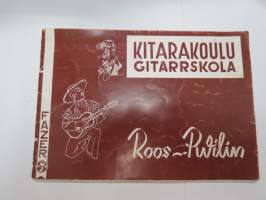 KITARAKOULU
GITARRSKOLA
Roos-Putilin
FAZER